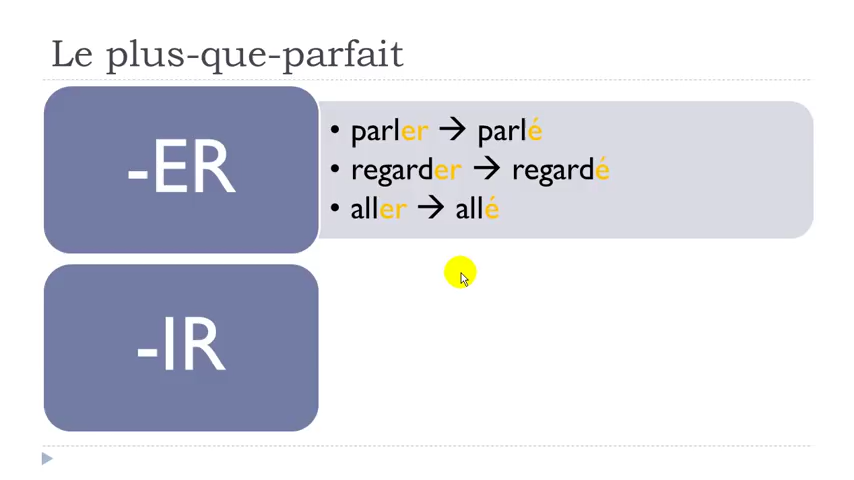 Le plus-que-parfait
-ER
• parler → parlé
• regarder → regardé
• aller → allé
-IR